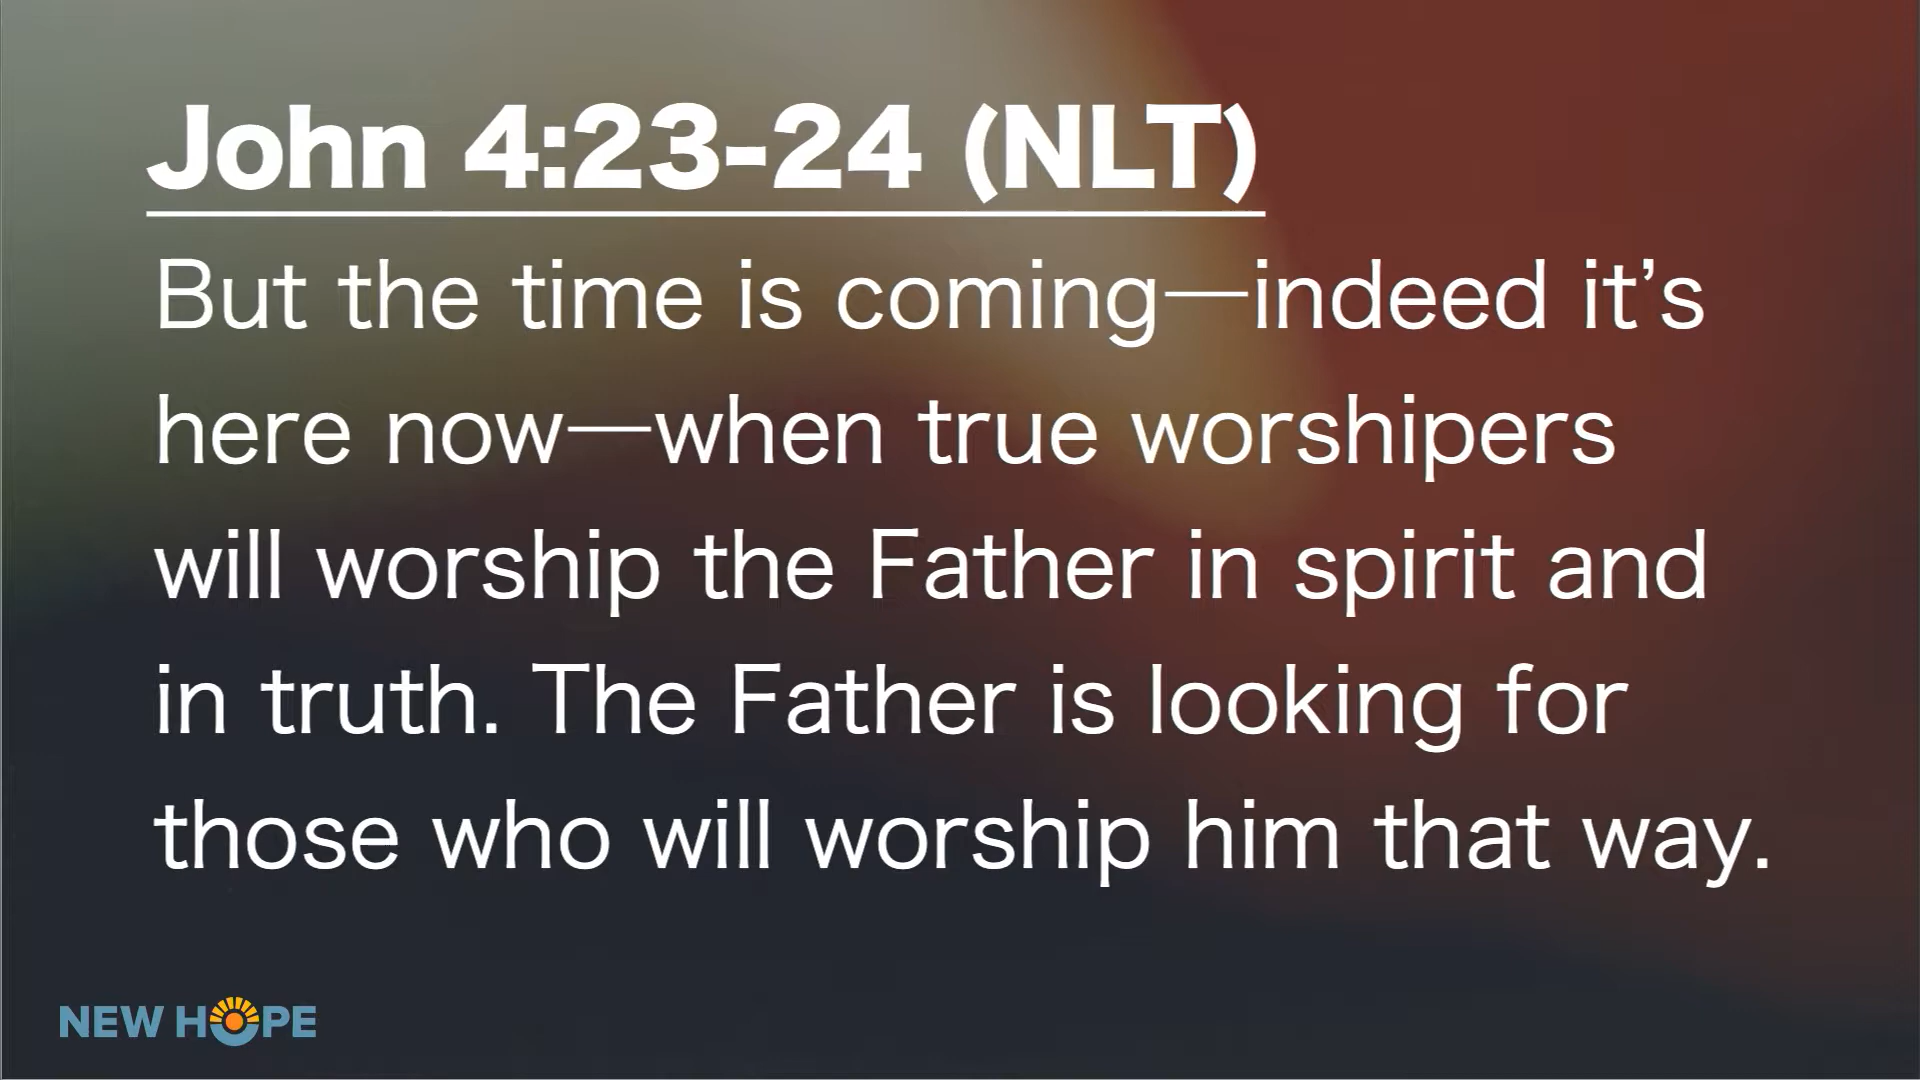 John 4:23-24 (NLT)
But the time is coming—indeed it’s
here now—when true worshipers
will worship the Father in spirit and
in truth. The Father is looking for
those who will worship him that way.
NEW HOPE